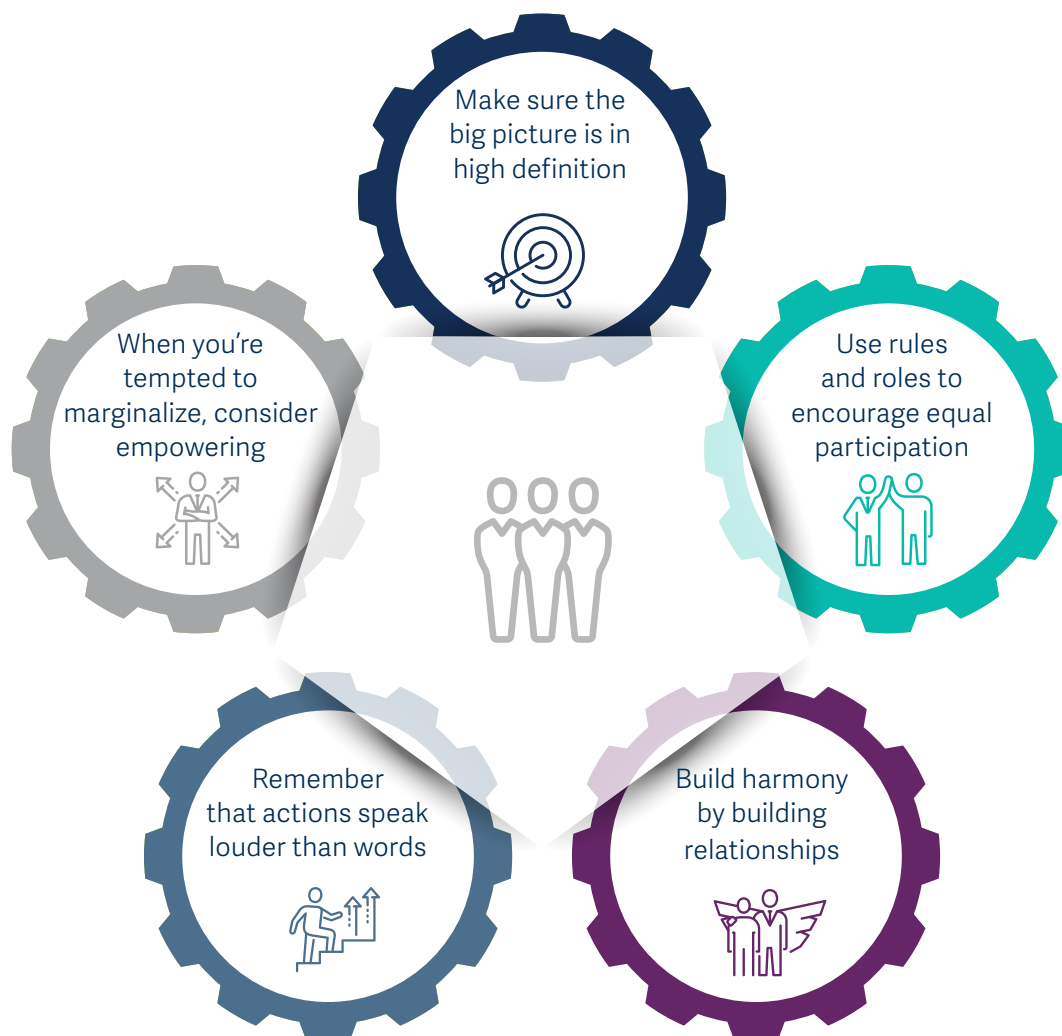 Make sure the
big picture is in
high definition
Use rules
and roles to
encourage equal
participation
Build harmony
by building
relationships
Remember
that actions speak
louder than words
When you’re
tempted to
marginalize, consider
empowering